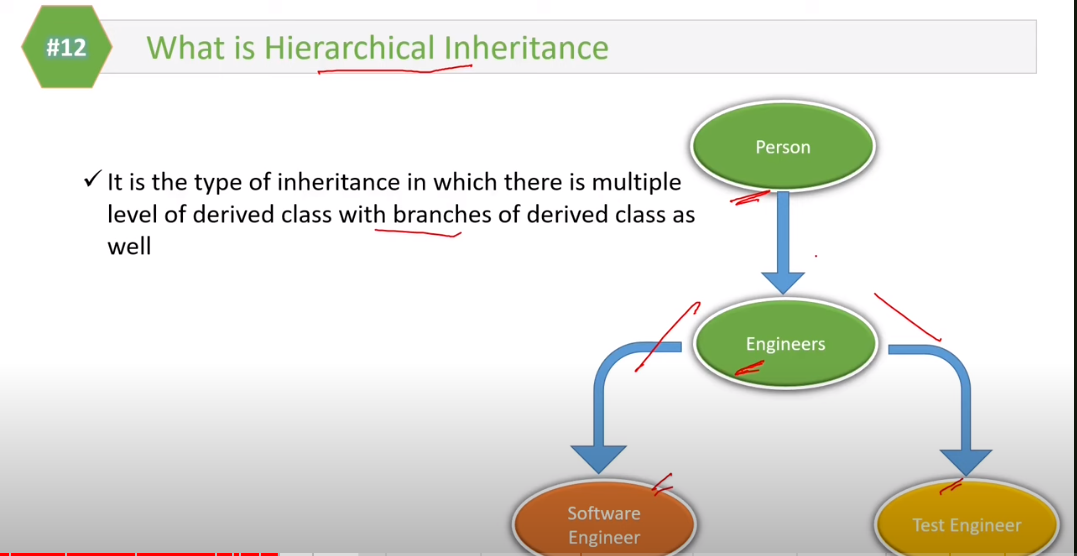 #12
What is Hierarchical Inheritance
✓ It is the type of inheritance in which there is multiple
level of derived class with branches of derived class as
well
Person
Engineers
Software
Engineer
Test Engineer